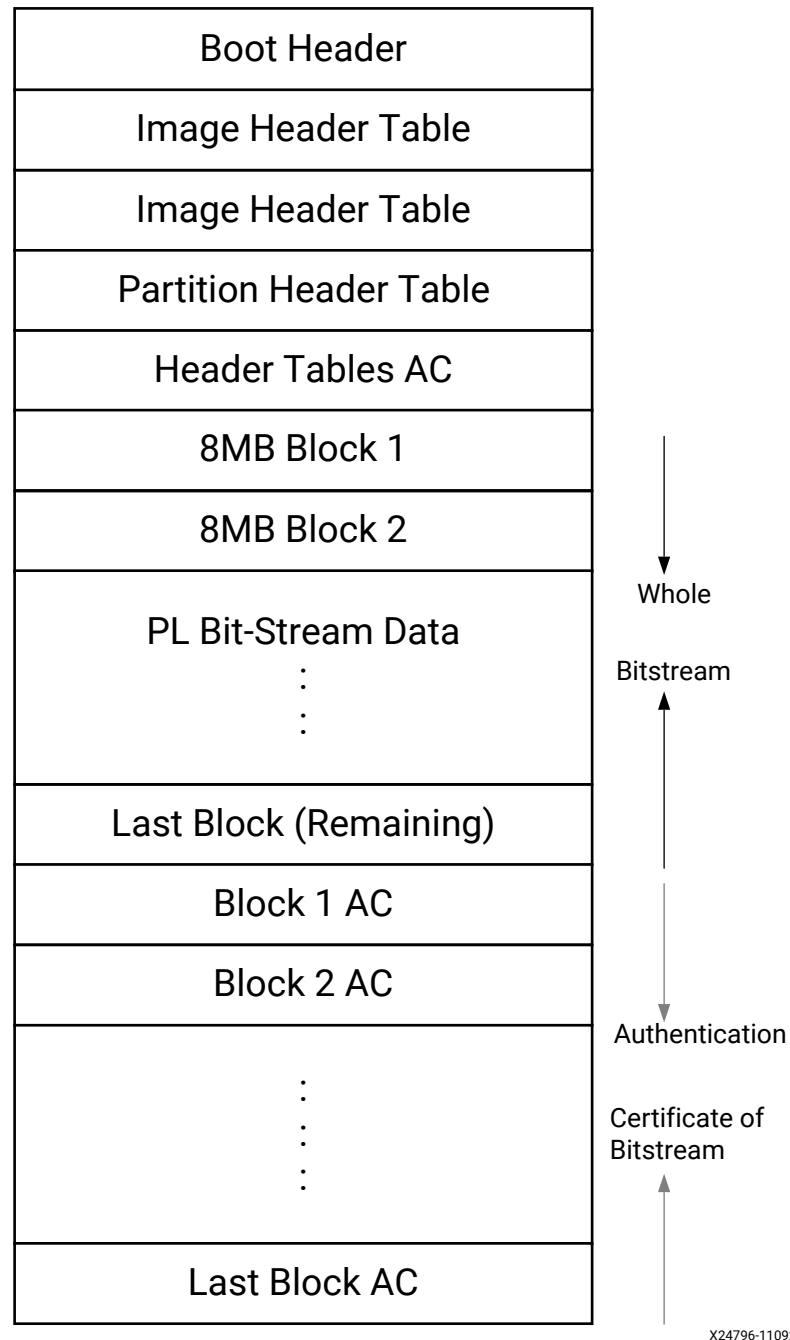 Boot Header
Image Header Table
Image Header Table
Partition Header Table
Header Tables AC
8MB Block 1
8MB Block 2
Whole
PL Bit-Stream Data
:
:
Bitstream
Last Block (Remaining)
Block 1 AC
Block 2 AC
Authentication
:
:
:
Certificate of
Bitstream
Last Block AC
X24796-1109